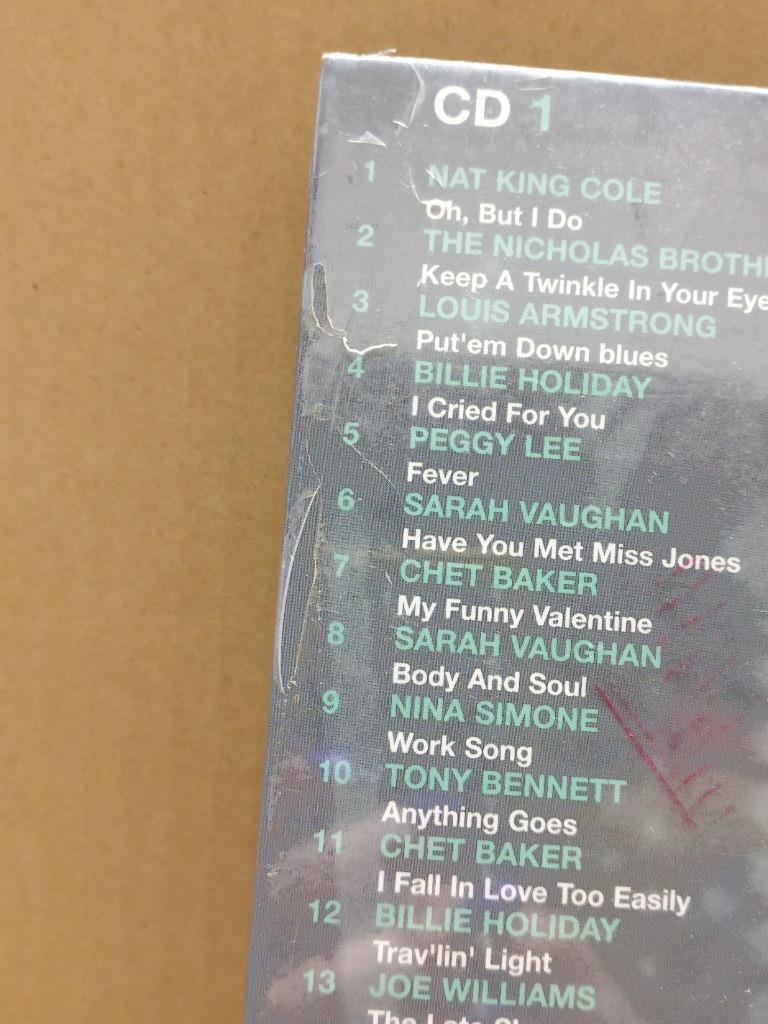 CD 1
1 NAT KING COLE
Oh, But I Do
2 THE NICHOLAS
Keep A Twinkle In Your
3 LOUIS ARMSTRONG
Put'em Down blues
4 BILLIE HOLIDAY
I Cried For You
5 PEGGY LEE
Fever
6 SARAH VAUGHAN
Have You Met Miss Jones
7 CHET BAKER
My Funny Valentine
8 SARAH VAUGHAN
Body And Soul
9 NINA SIMONE
Work Song
10 TONY BENNETT
Anything Goes
11 CHET BAKER
I Fall In Love Too Easily
12 BILLIE HOLIDAY
Trav'lin' Light
13 JOE WILLIAMS
The Late